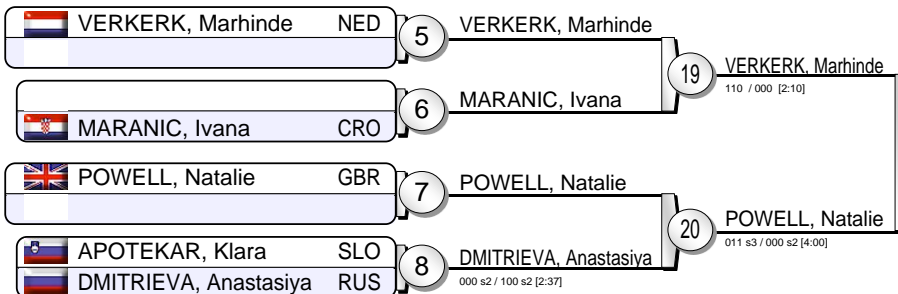 VERKERK, Marhinde NED
5
VERKERK, Marhinde
19
VERKERK, Marhinde
110 / 000 [2:10]
6
MARANIC, Ivana
MARANIC, Ivana CRO
POWELL, Natalie GBR
7
POWELL, Natalie
20
POWELL, Natalie
011 s3 / 000 s2 [4:00]
APOTEKAR, Klara SLO
8
DMITRIEVA, Anastasiya
000 s2 / 100 s2 [2:37]
DMITRIEVA, Anastasiya RUS